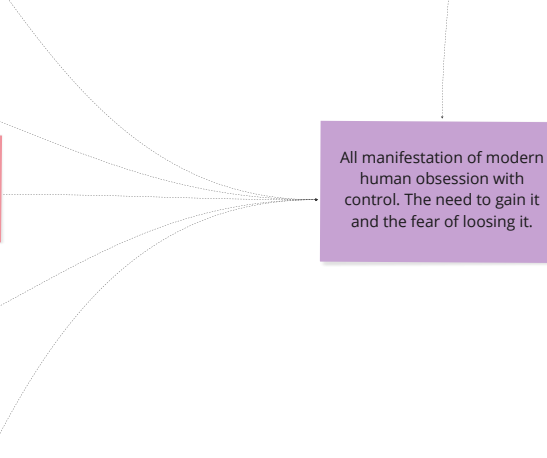 All manifestation of modern
human obsession with
control. The need to gain it
and the fear of loosing it.